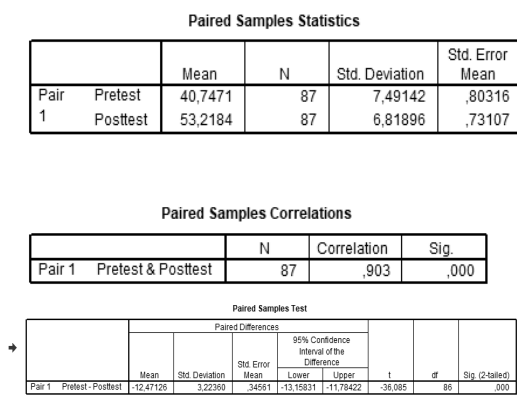 Paired Samples Statistics
Mean N Std. Deviation Std. Error Mean
Pair 1 Pretest 40,7471 87 7,49142 ,80316
Posttest 53,2184 87 6,81896 ,73107
Paired Samples Correlations
N Correlation Sig.
Pair 1 Pretest & Posttest 87 ,903 ,000
Paired Samples Test
Paired Differences
95% Confidence Interval of the Difference
Mean Std. Deviation Std. Error Mean Lower Upper t df Sig. (2-tailed)
Pair 1 Pretest - Posttest -12,47126 3,22360 ,34561 -13,15831 -11,78422 -36,085 86 ,000